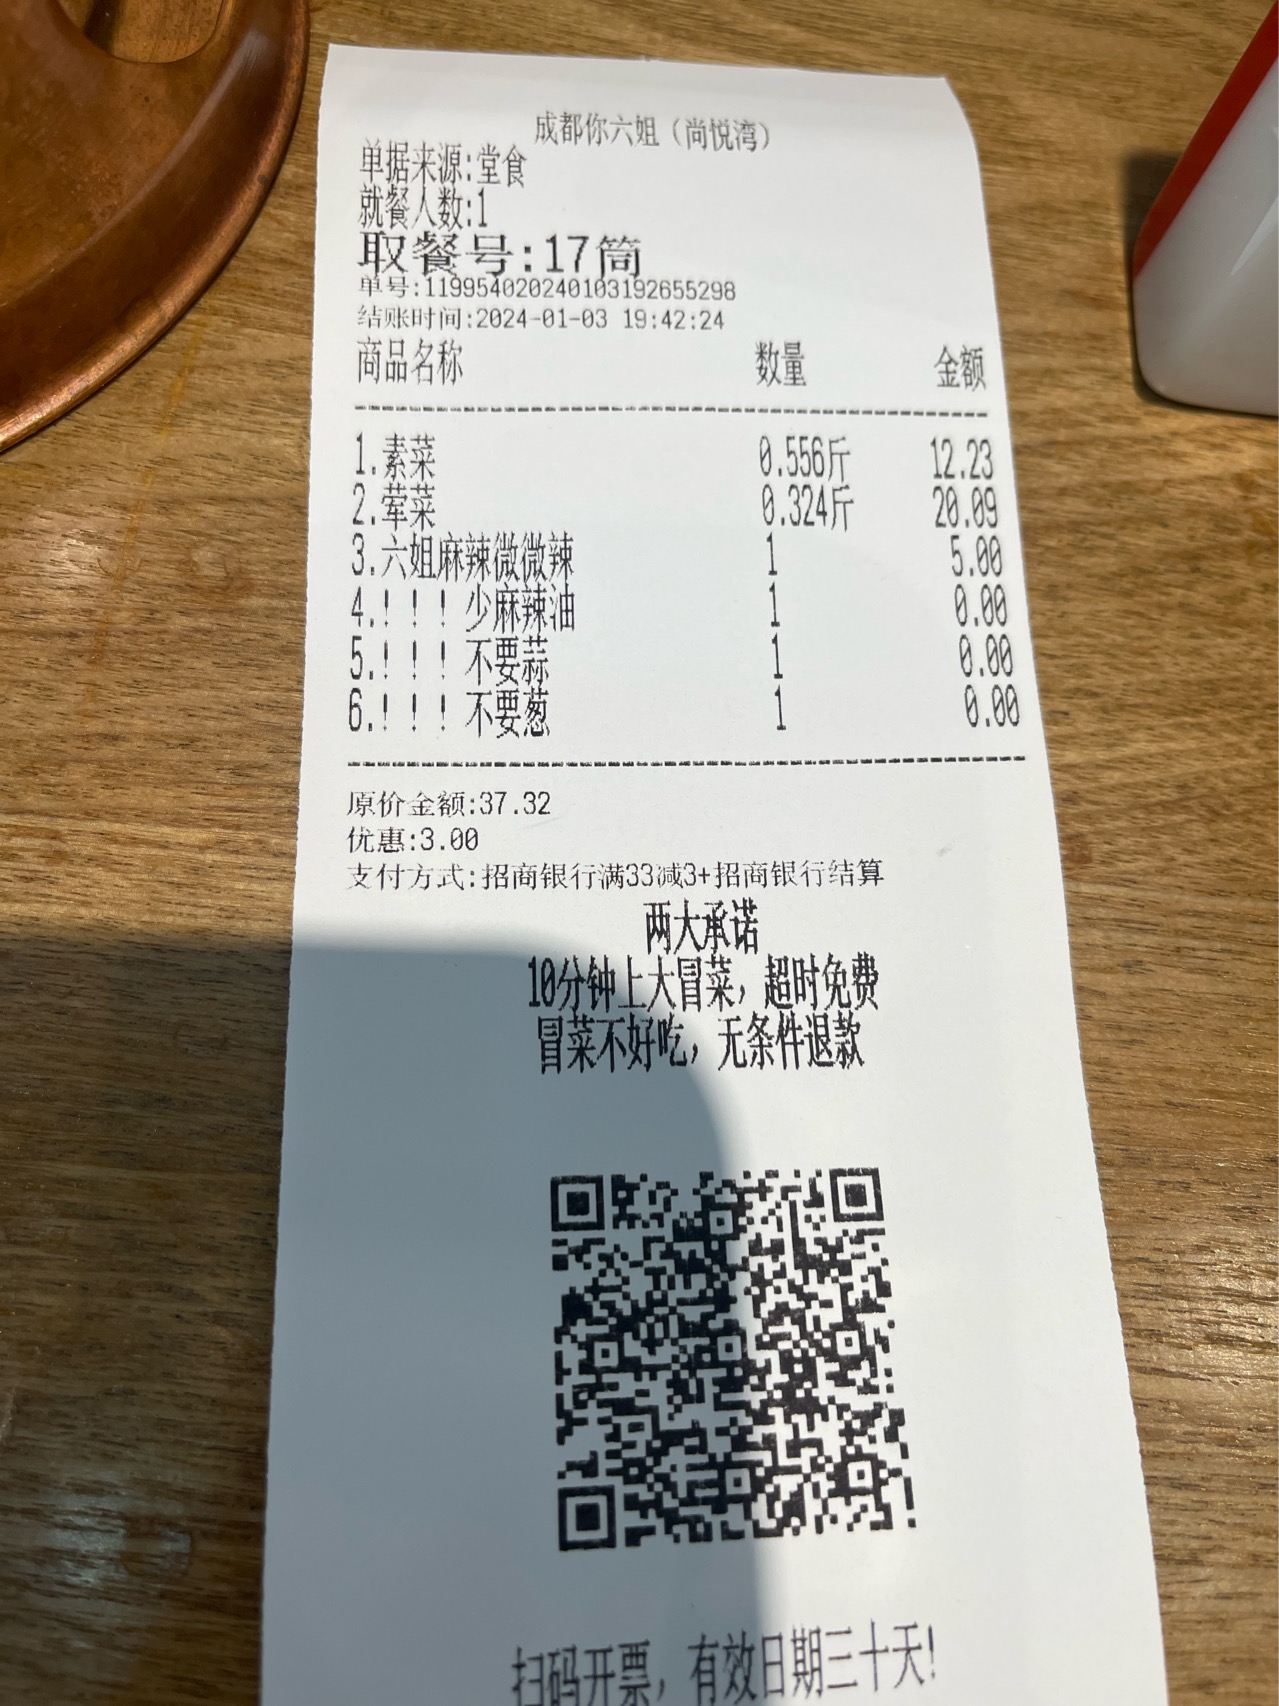 成都你六姐（尚悦湾）
单据来源:堂食
就餐人数:1
取餐号:17筒
单号:119954020240103192655298
结账时间:2024-01-03 19:42:24
商品名称 数量 金额
1.素菜 0.556斤 12.23
2.荤菜 0.324斤 20.09
3.六姐麻辣微微辣 1 5.00
4.！！！少麻辣油 1 0.00
5.！！！不要蒜 1 0.00
6.！！！不要葱 1 0.00
原价金额:37.32
优惠:3.00
支付方式:招商银行满33减3+招商银行结算
两大承诺
10分钟上大冒菜，超时免费
冒菜不好吃，无条件退款
扫码开票，有效日期三十天!